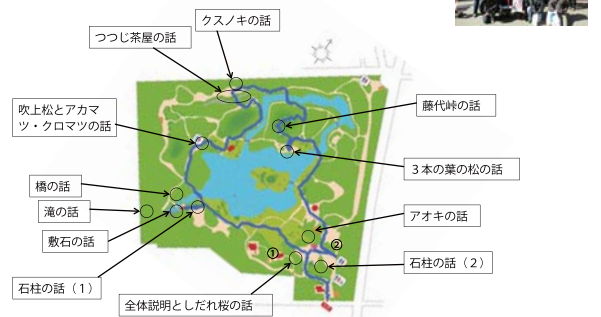 クスノキの話
つつじ茶屋の話
藤代峠の話
吹上松とアカマ
ツ・クロマツの話
３本の葉の松の話
橋の話
滝の話
アオキの話
敷石の話
①
②
石柱の話（２）
石柱の話（１）
全体説明としだれ桜の話